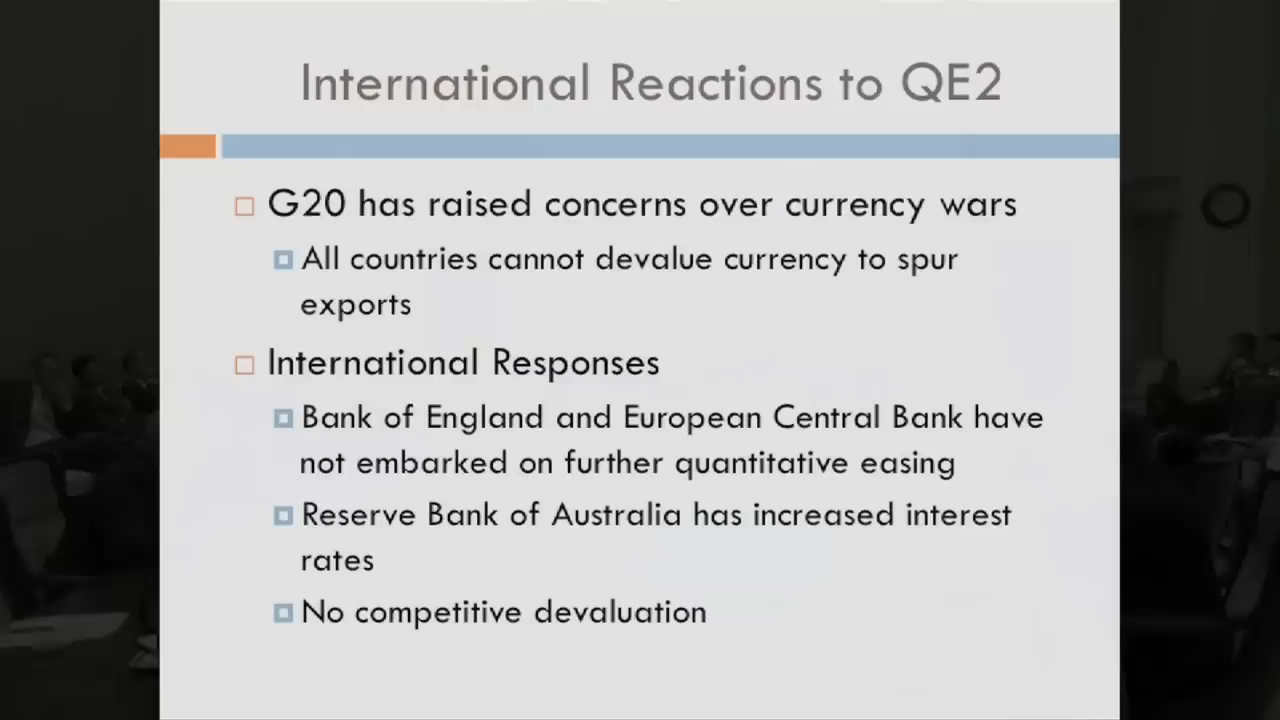 International Reactions to QE2
G20 has raised concerns over currency wars
All countries cannot devalue currency to spur
exports
International Responses
Bank of England and European Central Bank have
not embarked on further quantitative easing
Reserve Bank of Australia has increased interest
rates
No competitive devaluation